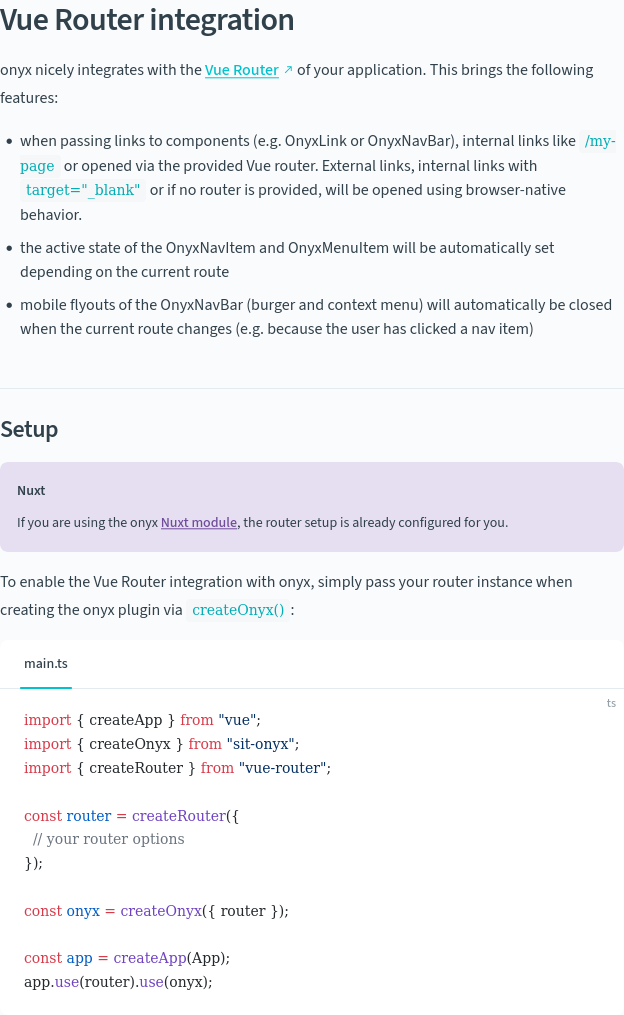 Vue Router integration
onyx nicely integrates with the Vue Router ↗ of your application. This brings the following
features:
• when passing links to components (e.g. OnyxLink or OnyxNavBar), internal links like /my-
page or opened via the provided Vue router. External links, internal links with
target="_blank" or if no router is provided, will be opened using browser-native
behavior.
• the active state of the OnyxNavItem and OnyxMenuItem will be automatically set
depending on the current route
• mobile flyouts of the OnyxNavBar (burger and context menu) will automatically be closed
when the current route changes (e.g. because the user has clicked a nav item)
Setup
Nuxt
If you are using the onyx Nuxt module, the router setup is already configured for you.
To enable the Vue Router integration with onyx, simply pass your router instance when
creating the onyx plugin via createOnyx() :
main.ts
ts
import { createApp } from "vue";
import { createOnyx } from "sit-onyx";
import { createRouter } from "vue-router";
const router = createRouter({
  // your router options
});
const onyx = createOnyx({ router });
const app = createApp(App);
app.use(router).use(onyx);